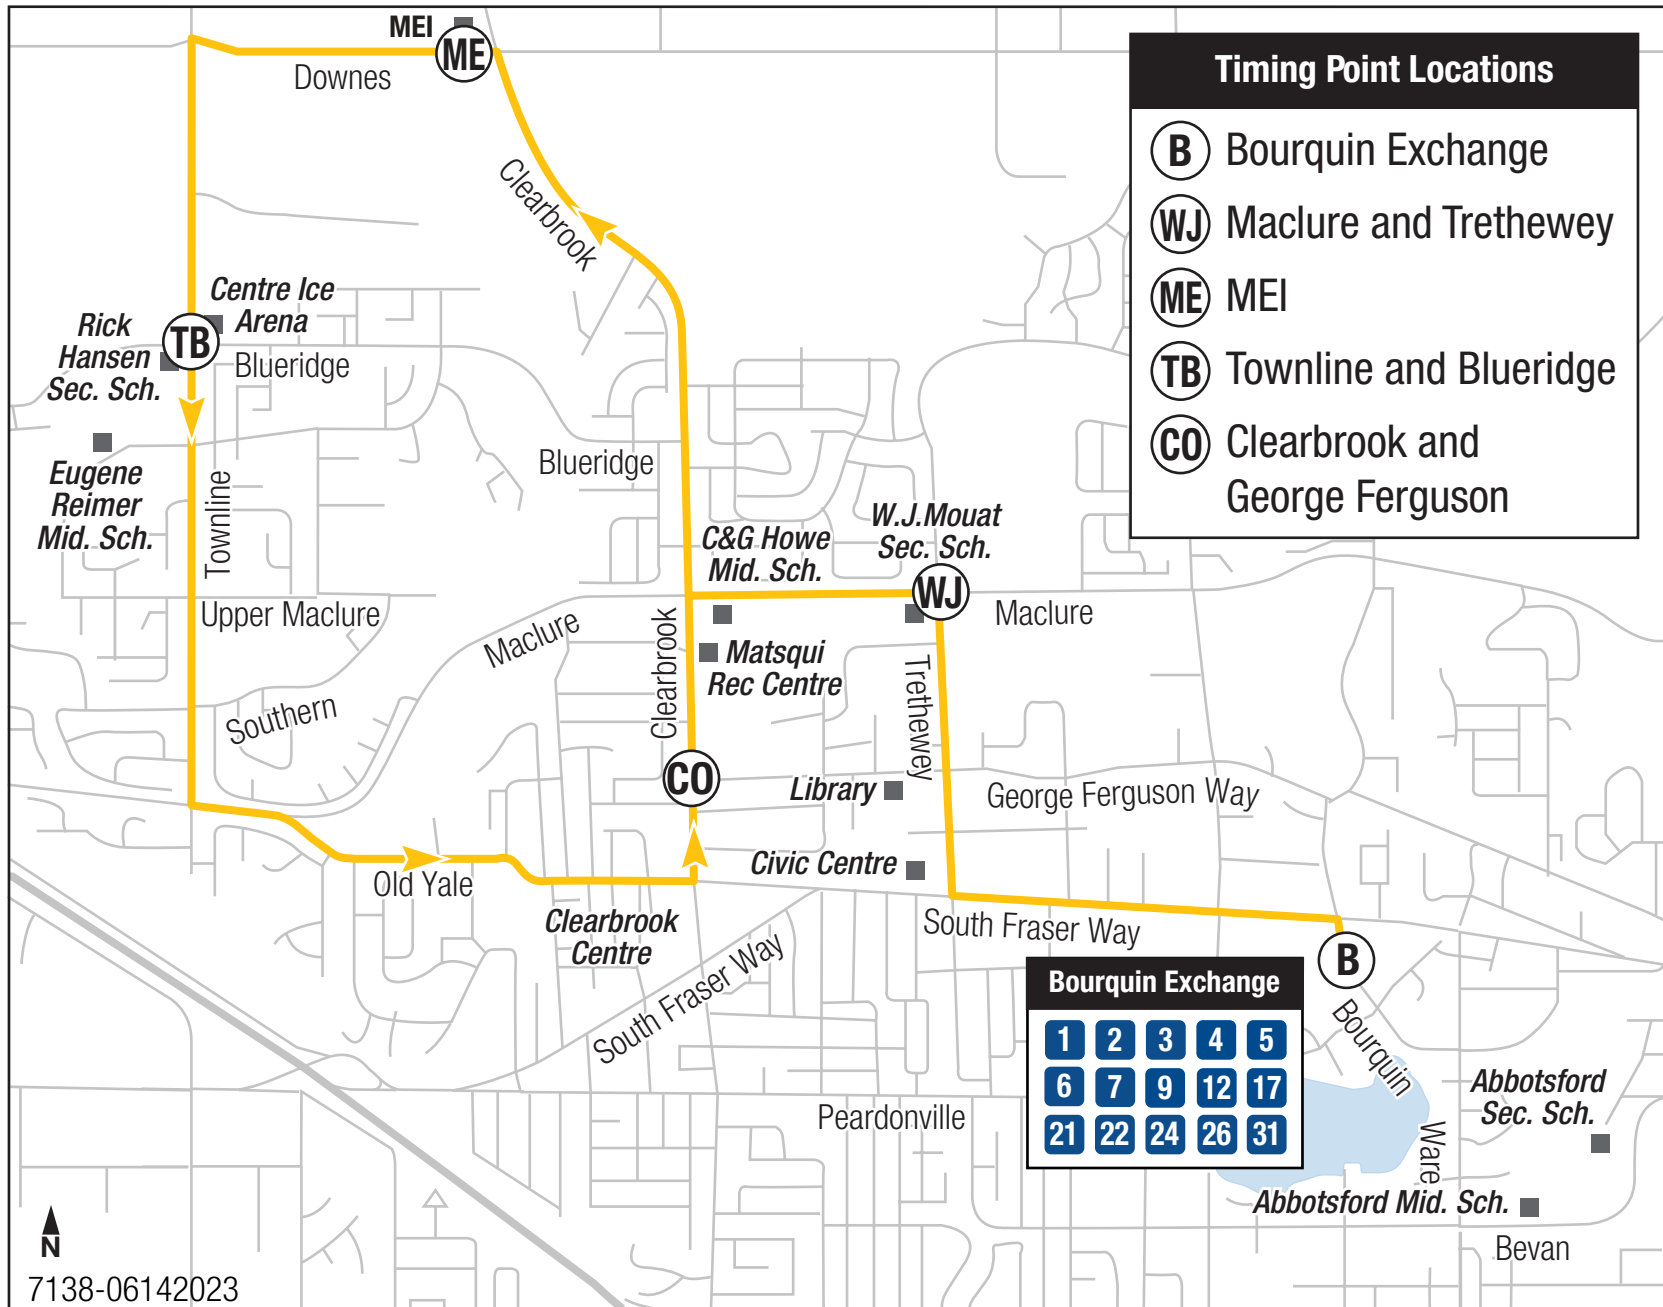 MEI
ME
Downes
Timing Point Locations
B Bourquin Exchange
WJ Maclure and Trethewey
ME MEI
TB Townline and Blueridge
CO Clearbrook and
George Ferguson
Clearbrook
Centre Ice
Arena
Rick
Hansen
Sec. Sch.
TB
Blueridge
Eugene
Reimer
Mid. Sch.
Townline
Blueridge
W.J.Mouat
Sec. Sch.
C&G Howe
Mid. Sch.
WJ
Upper Maclure
Maclure
Maclure
Clearbrook
Matsqui
Rec Centre
Trethewey
Southern
CO
Library
George Ferguson Way
Civic Centre
Old Yale
Clearbrook
Centre
South Fraser Way
South Fraser Way
B
Bourquin Exchange
1 2 3 4 5
6 7 9 12 17
21 22 24 26 31
Bourquin
Peardonville
Abbotsford
Sec. Sch.
Ware
Abbotsford Mid. Sch.
Bevan
N
7138-06142023